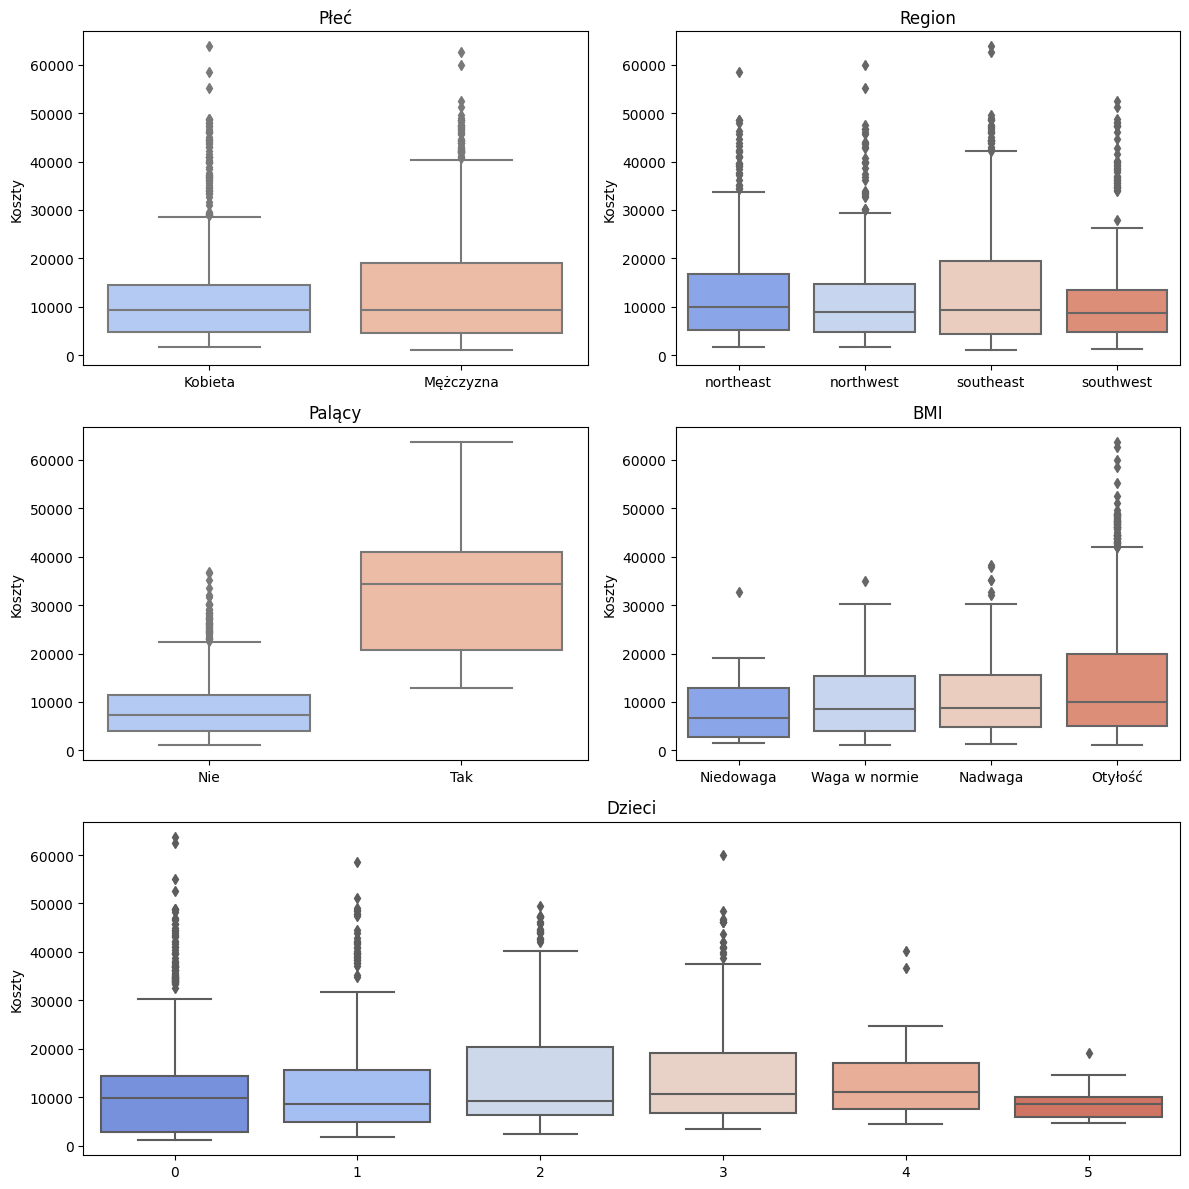 Płeć
Koszty
60000
50000
40000
30000
20000
10000
0
Kobieta Mężczyzna
Region
Koszty
60000
50000
40000
30000
20000
10000
0
northeast northwest southeast southwest
Palący
Koszty
60000
50000
40000
30000
20000
10000
0
Nie Tak
BMI
Koszty
60000
50000
40000
30000
20000
10000
0
Niedowaga Waga w normie Nadwaga Otyłość
Dzieci
Koszty
60000
50000
40000
30000
20000
10000
0
0 1 2 3 4 5